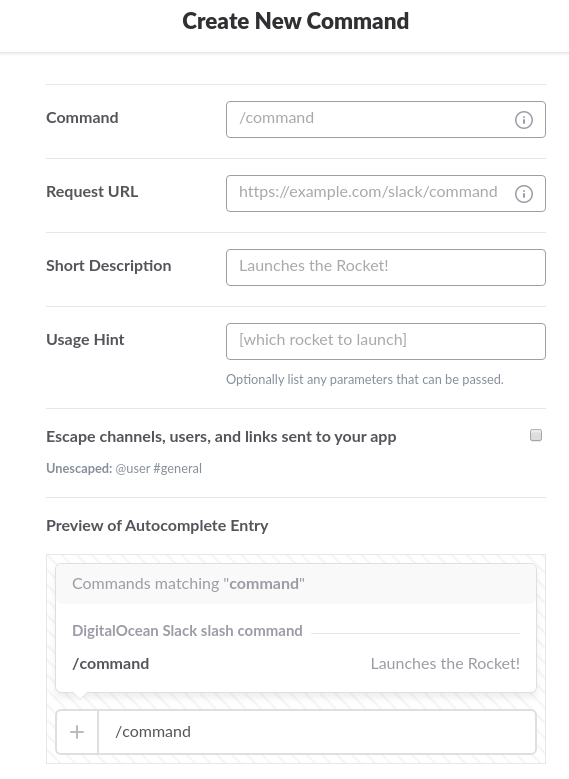 Create New Command
Command
/command
Request URL
https://example.com/slack/command
Short Description
Launches the Rocket!
Usage Hint
[which rocket to launch]
Optionally list any parameters that can be passed.
Escape channels, users, and links sent to your app
Unescaped: @user #general
Preview of Autocomplete Entry
Commands matching "command"
DigitalOcean Slack slash command
/command Launches the Rocket!
+ /command